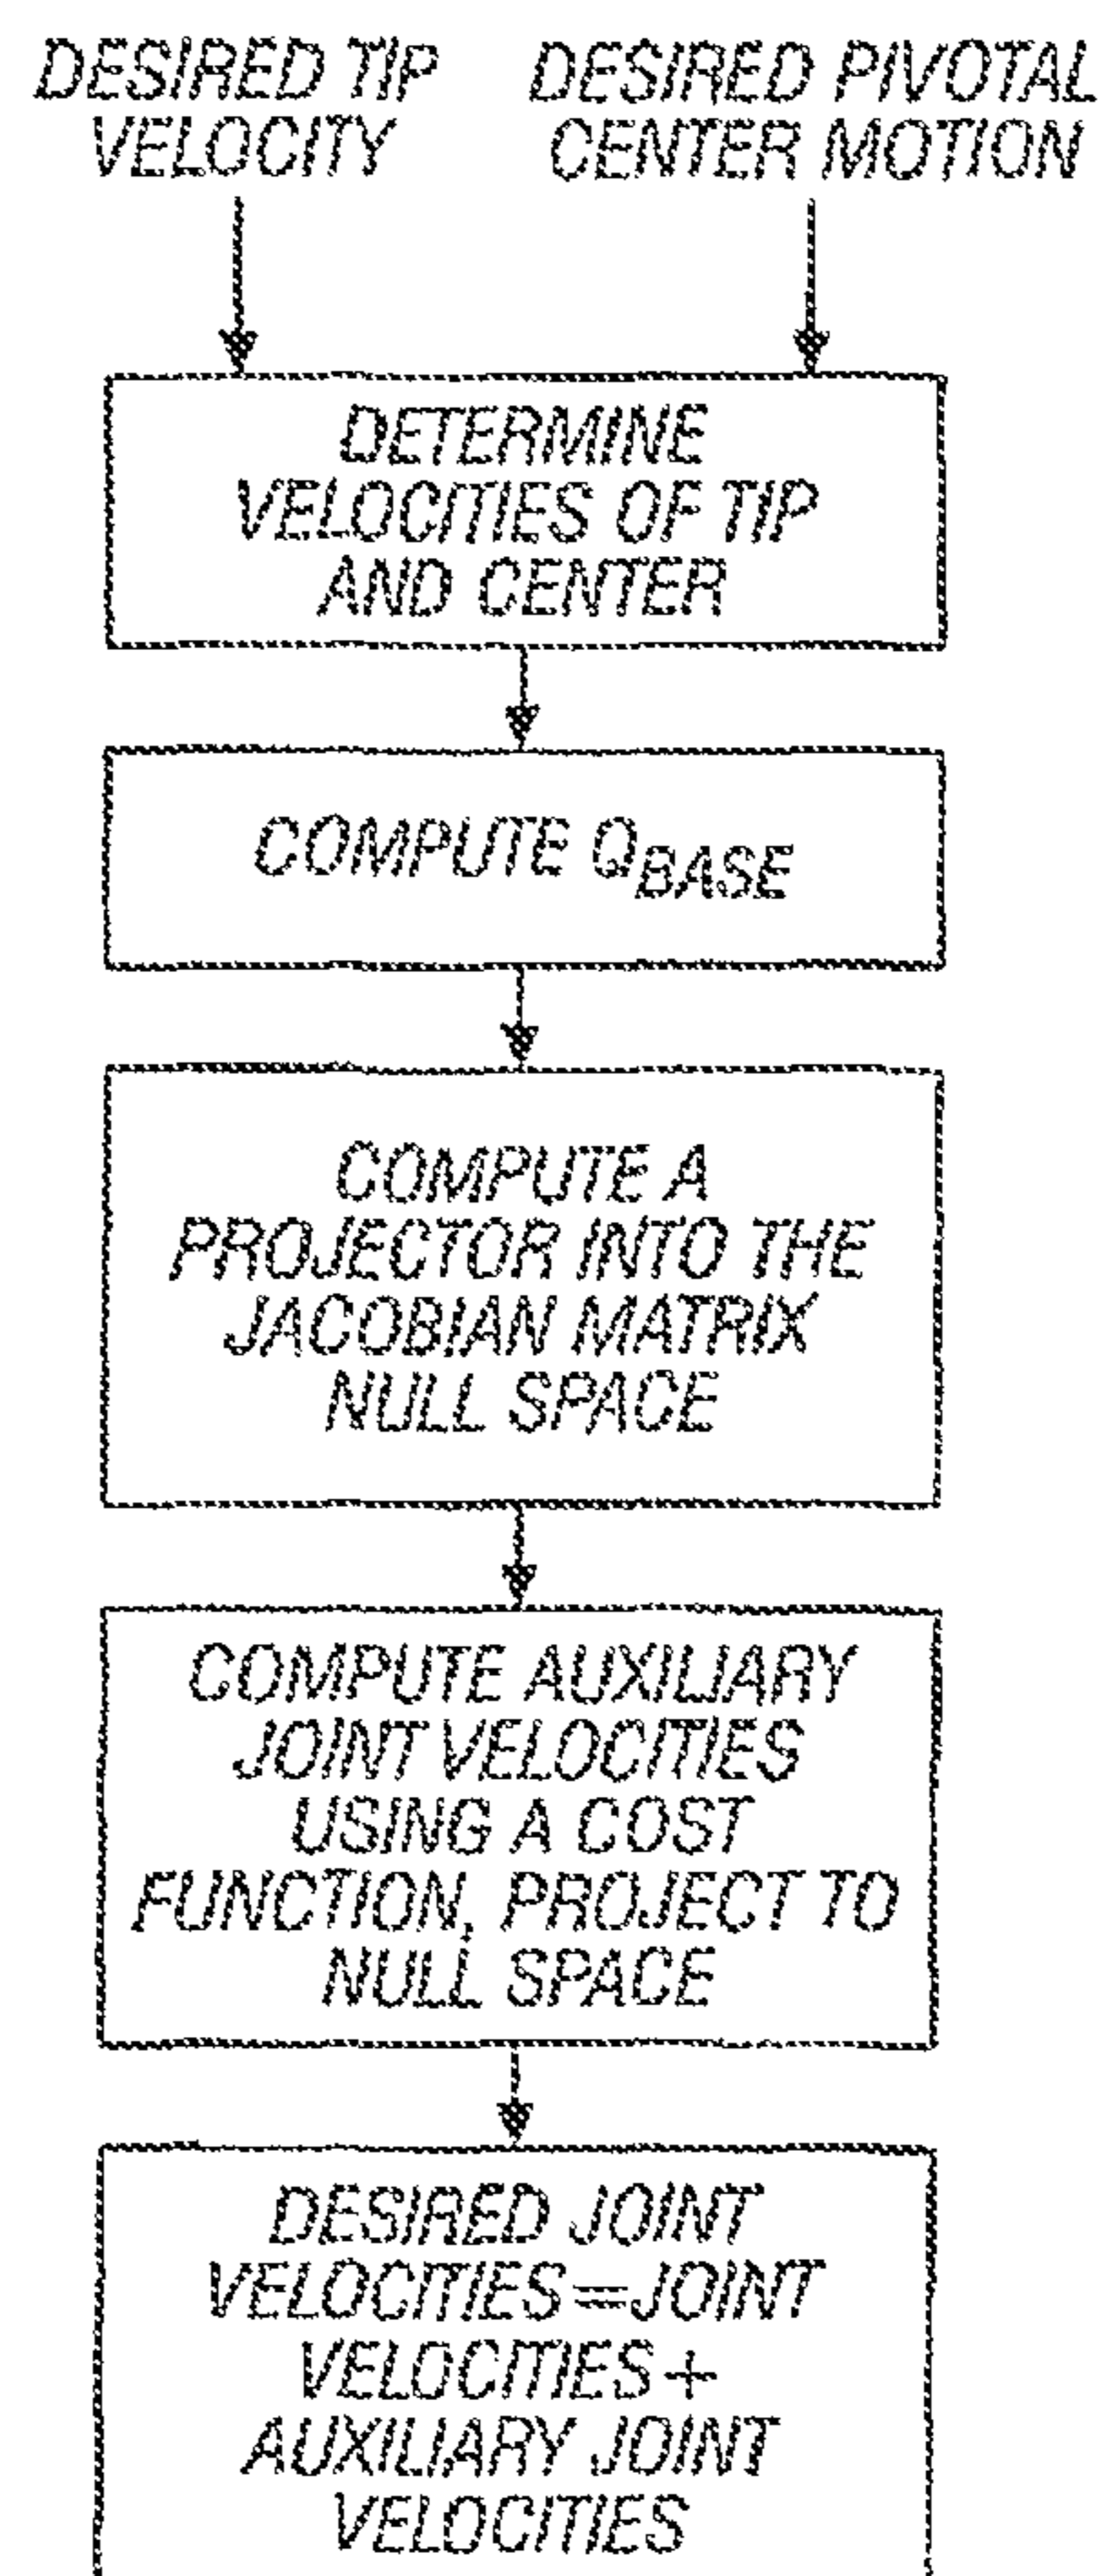 DESIRED TIP
VELOCITY
DESIRED PIVOTAL
CENTER MOTION
DETERMINE
VELOCITIES OF TIP
AND CENTER
COMPUTE QBASE
COMPUTE A
PROJECTOR INTO THE
JACOBIAN MATRIX
NULL SPACE
COMPUTE AUXILIARY
JOINT VELOCITIES
USING A COST
FUNCTION, PROJECT TO
NULL SPACE
DESIRED JOINT
VELOCITIES=JOINT
VELOCITIES+
AUXILIARY JOINT
VELOCITIES